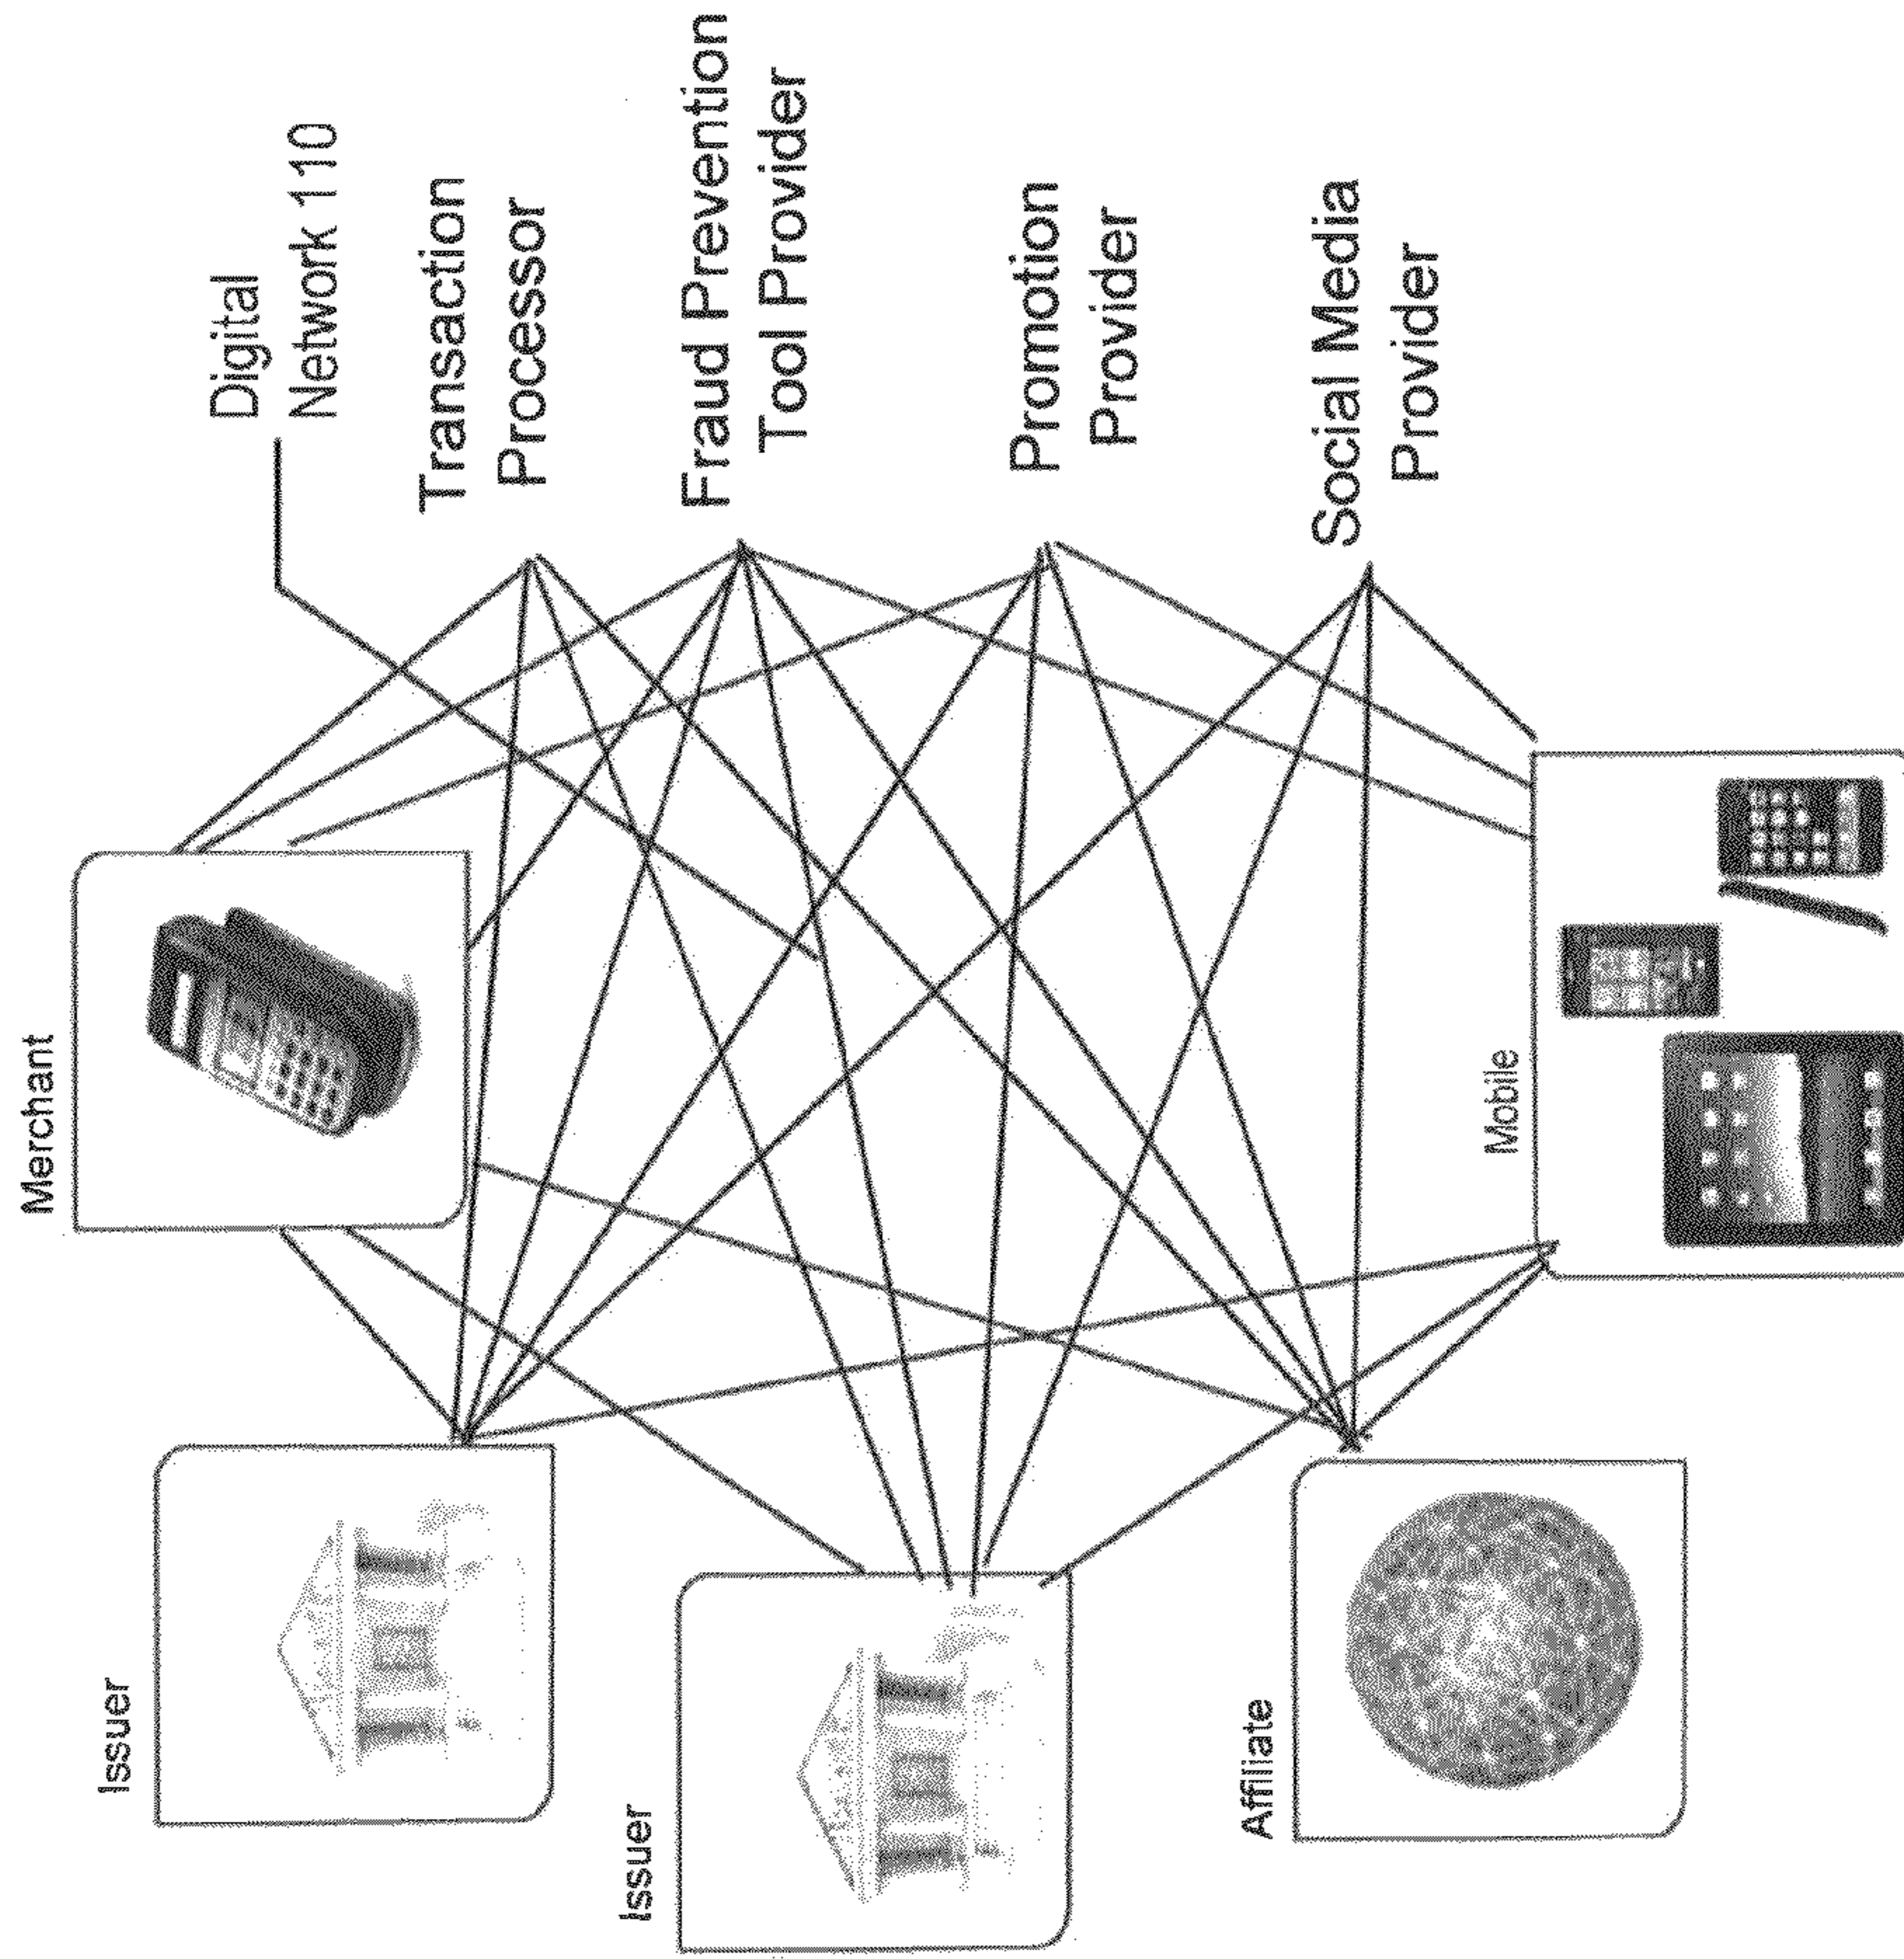 Merchant
Issuer
Issuer
Affiliate
Mobile
Digital
Network 110
Transaction
Processor
Fraud Prevention
Tool Provider
Promotion
Provider
Social Media
Provider